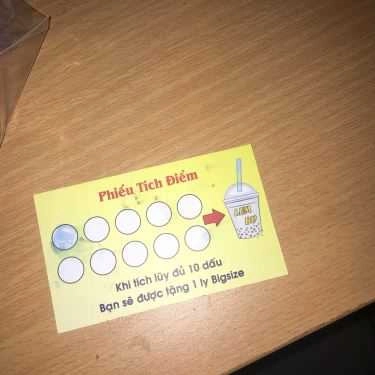 Phiếu Tích Điểm
Khi tích lũy đủ 10 dấu
Bạn sẽ được tặng 1 ly Bigsize